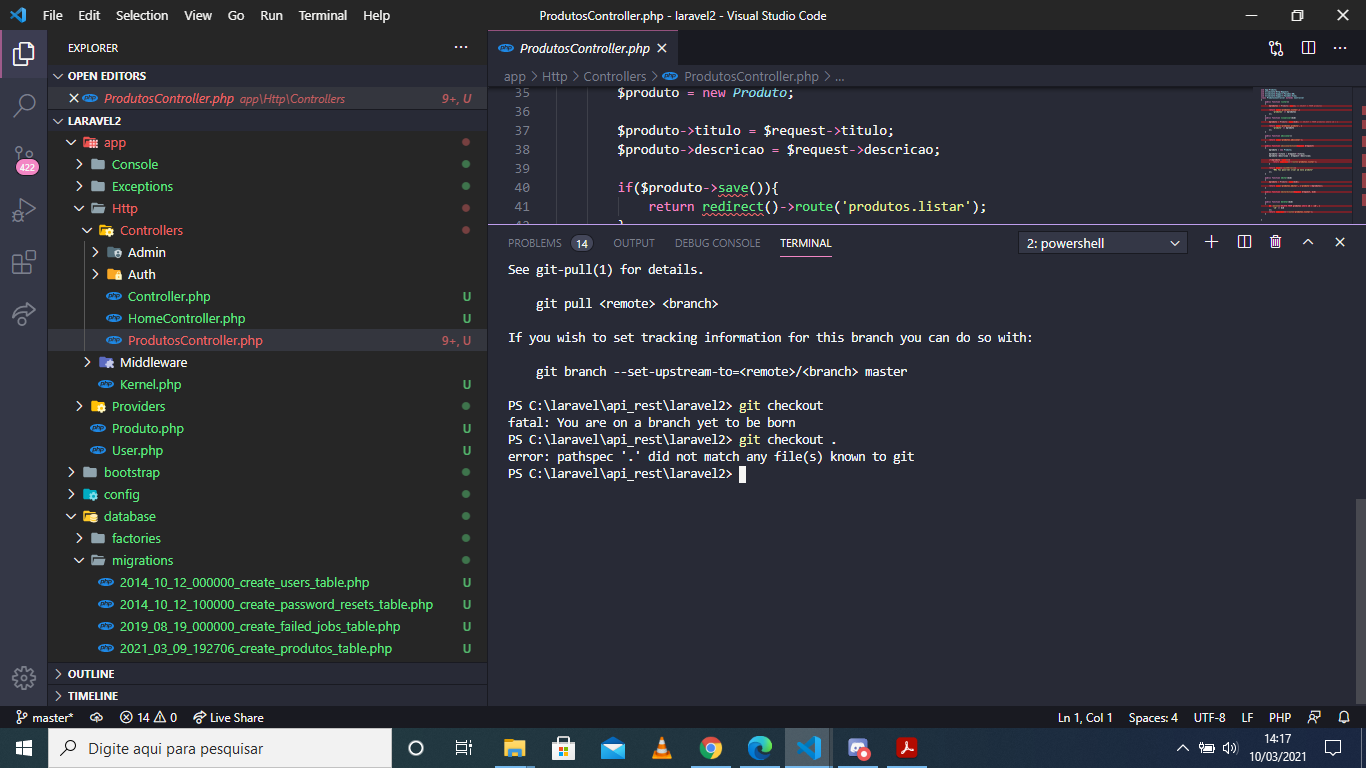 File Edit Selection View Go Run Terminal Help
ProdutosController.php - laravel2 - Visual Studio Code
EXPLORER
OPEN EDITORS
ProdutosController.php app\Http\Controllers 9+, U
LARAVEL2
app
Console
Exceptions
Http
Controllers
Admin
Auth
Controller.php U
HomeController.php U
ProdutosController.php 9+, U
Middleware
Kernel.php U
Providers
Produto.php U
User.php U
bootstrap
config
database
factories
migrations
2014_10_12_000000_create_users_table.php U
2014_10_12_100000_create_password_resets_table.php U
2019_08_19_000000_create_failed_jobs_table.php U
2021_03_09_192706_create_produtos_table.php U
OUTLINE
TIMELINE
422
ProdutosController.php
app > Http > Controllers > ProdutosController.php > ...
35 $produto = new Produto;
36
37 $produto->titulo = $request->titulo;
38 $produto->descricao = $request->descricao;
39
40 if($produto->save()){
41 return redirect()->route('produtos.listar');
42 }
PROBLEMS 14 OUTPUT DEBUG CONSOLE TERMINAL 2: powershell
See git-pull(1) for details.
git pull <remote> <branch>
If you wish to set tracking information for this branch you can do so with:
git branch --set-upstream-to=<remote>/<branch> master
PS C:\laravel\api_rest\laravel2> git checkout
fatal: You are on a branch yet to be born
PS C:\laravel\api_rest\laravel2> git checkout .
error: pathspec '.' did not match any file(s) known to git
PS C:\laravel\api_rest\laravel2>
master* 14 0 Live Share
Ln 1, Col 1 Spaces: 4 UTF-8 LF PHP
Digite aqui para pesquisar
14:17
10/03/2021